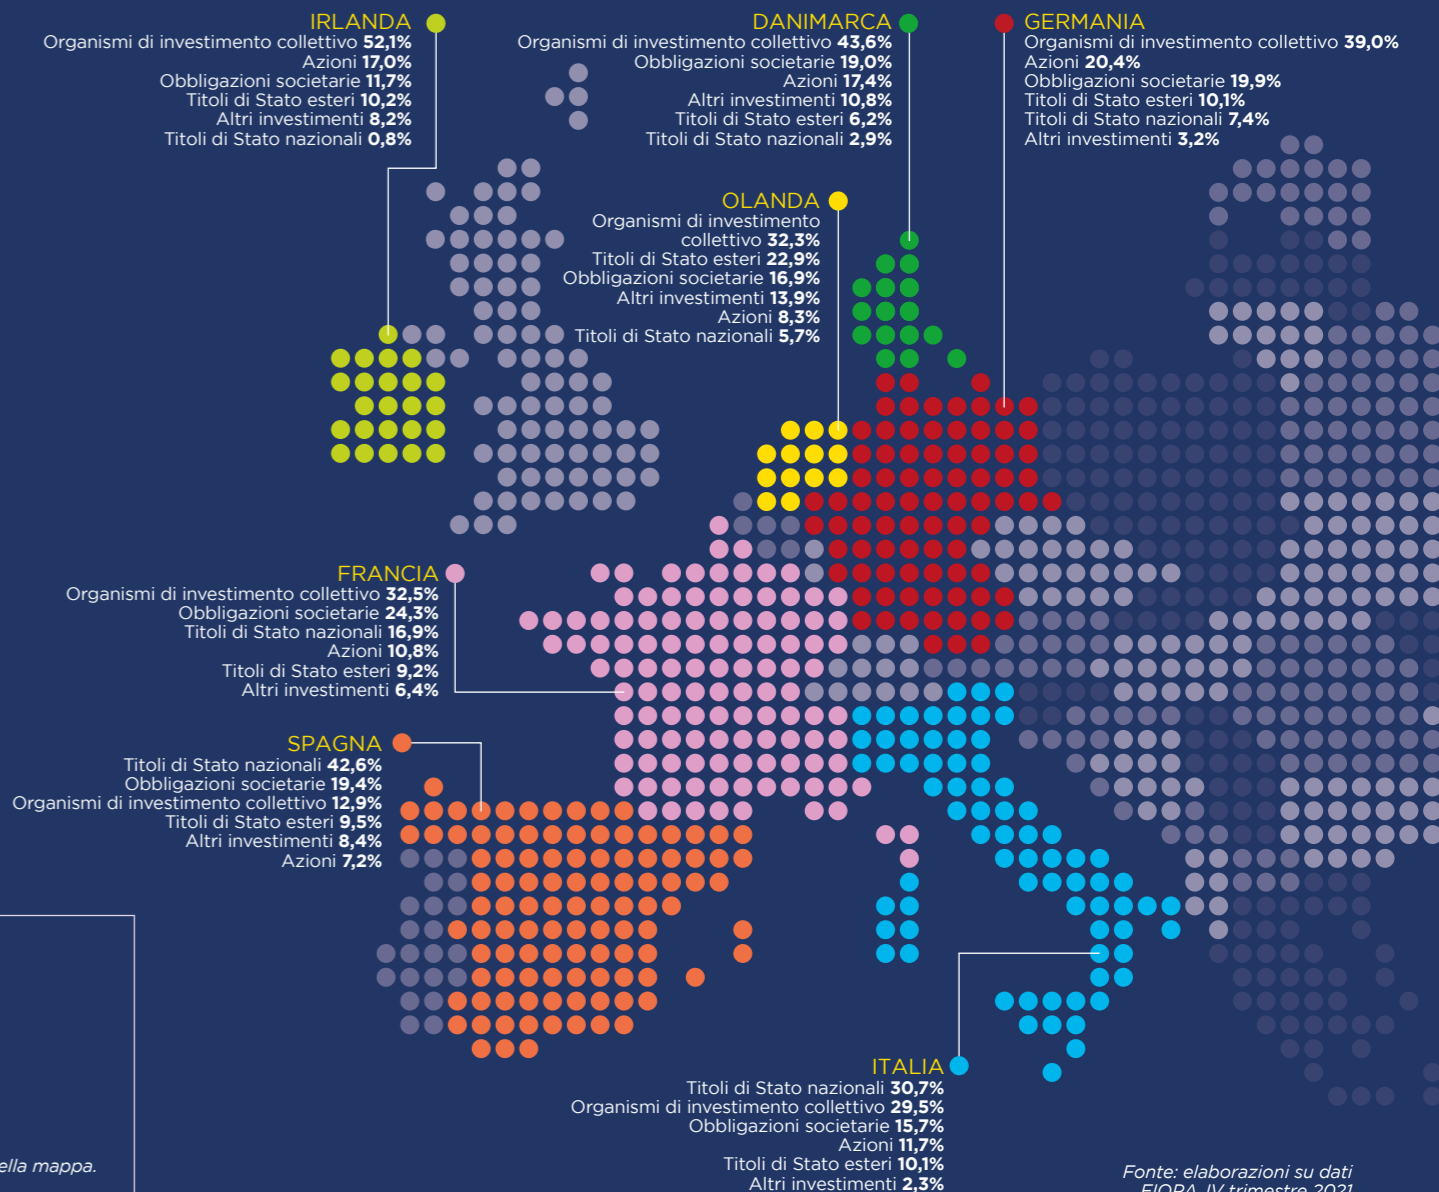 IRLANDA
Organismi di investimento collettivo 52,1%
Azioni 17,0%
Obbligazioni societarie 11,7%
Titoli di Stato esteri 10,2%
Altri investimenti 8,2%
Titoli di Stato nazionali 0,8%
DANIMARCA
Organismi di investimento collettivo 43,6%
Obbligazioni societarie 19,0%
Azioni 17,4%
Altri investimenti 10,8%
Titoli di Stato esteri 6,2%
Titoli di Stato nazionali 2,9%
GERMANIA
Organismi di investimento collettivo 39,0%
Azioni 20,4%
Obbligazioni societarie 19,9%
Titoli di Stato esteri 10,1%
Titoli di Stato nazionali 7,4%
Altri investimenti 3,2%
OLANDA
Organismi di investimento
collettivo 32,3%
Titoli di Stato esteri 22,9%
Obbligazioni societarie 16,9%
Altri investimenti 13,9%
Azioni 8,3%
Titoli di Stato nazionali 5,7%
FRANCIA
Organismi di investimento collettivo 32,5%
Obbligazioni societarie 24,3%
Titoli di Stato nazionali 16,9%
Azioni 10,8%
Titoli di Stato esteri 9,2%
Altri investimenti 6,4%
SPAGNA
Titoli di Stato nazionali 42,6%
Obbligazioni societarie 19,4%
Organismi di investimento collettivo 12,9%
Titoli di Stato esteri 9,5%
Altri investimenti 8,4%
Azioni 7,2%
ITALIA
Titoli di Stato nazionali 30,7%
Organismi di investimento collettivo 29,5%
Obbligazioni societarie 15,7%
Azioni 11,7%
Titoli di Stato esteri 10,1%
Altri investimenti 2,3%
ella mappa.
Fonte: elaborazioni su dati
EIOPA, IV trimestre 2021